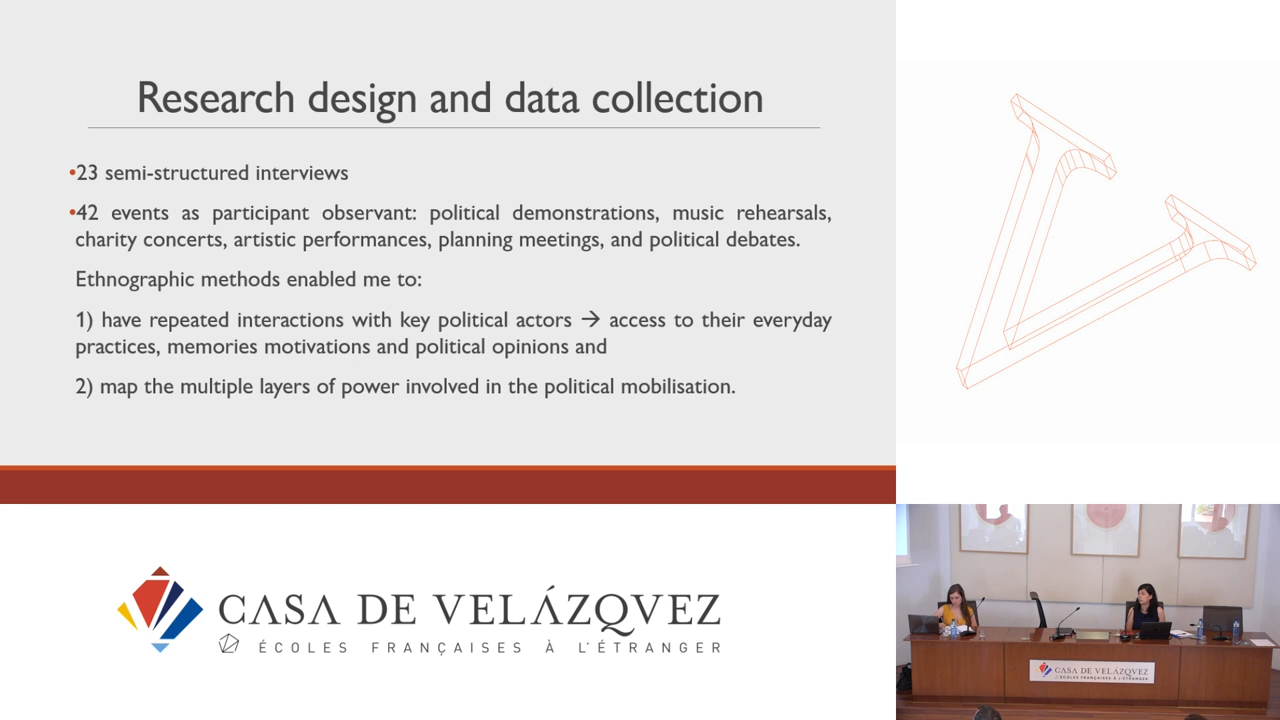 Research design and data collection
•23 semi-structured interviews
•42 events as participant observant: political demonstrations, music rehearsals,
charity concerts, artistic performances, planning meetings, and political debates.
Ethnographic methods enabled me to:
1) have repeated interactions with key political actors → access to their everyday
practices, memories motivations and political opinions and
2) map the multiple layers of power involved in the political mobilisation.
CASA DE VELÁZQVEZ
ÉCOLES FRANÇAISES À L'ÉTRANGER
CASA DE VELÁZQVEZ
ÉCOLES FRANÇAISES À L'ÉTRANGER